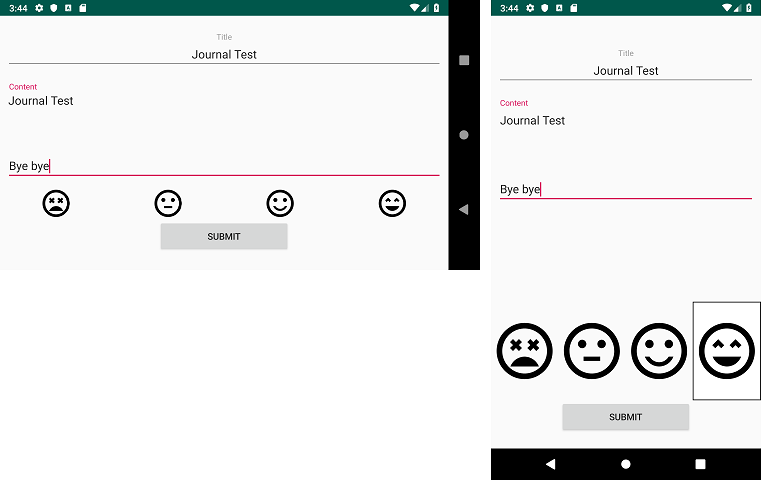 3:44
Title
Journal Test
Content
Journal Test
Bye bye
SUBMIT
3:44
Title
Journal Test
Content
Journal Test
Bye bye
SUBMIT